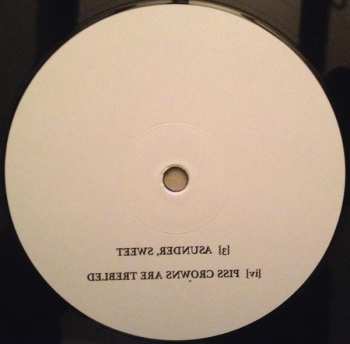 [3] ASUNDER, SWEET
[iv] PISS CROWNS ARE TREBLED